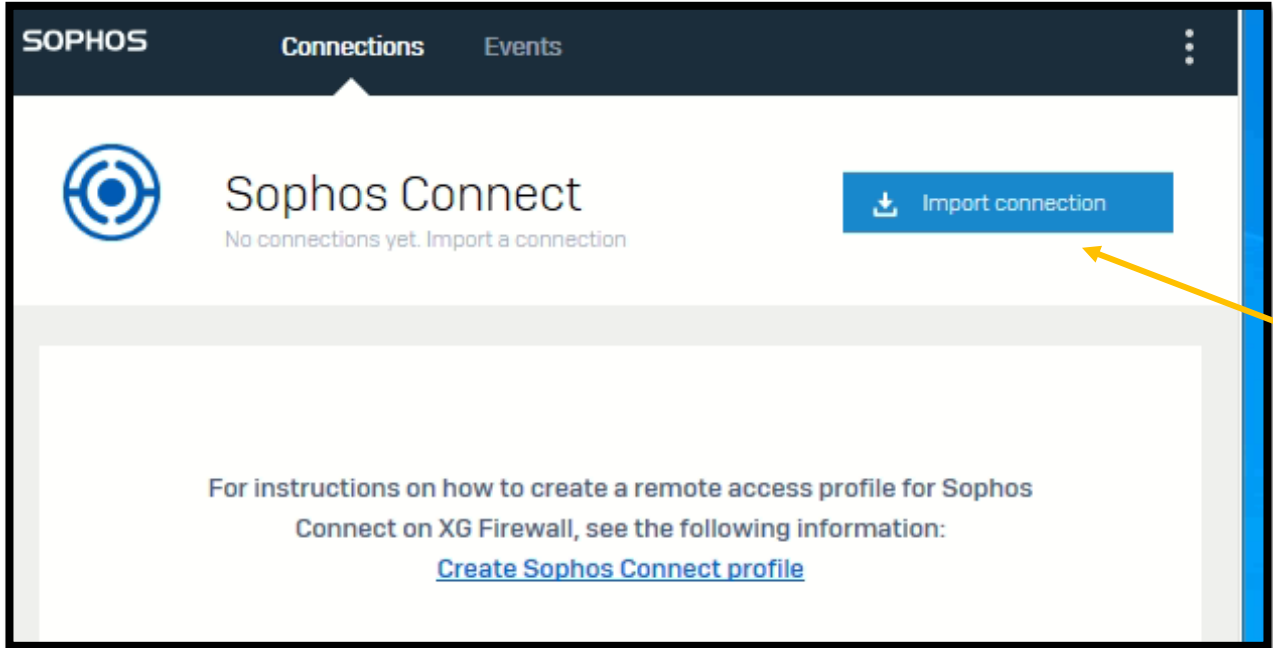 SOPHOS
Connections
Events
Sophos Connect
No connections yet. Import a connection
Import connection
For instructions on how to create a remote access profile for Sophos
Connect on XG Firewall, see the following information:
Create Sophos Connect profile